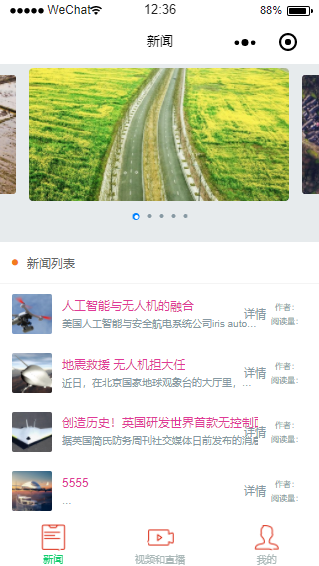 WeChat
12:36
88%
新闻
新闻列表
人工智能与无人机的融合
美国人工智能与安全航电系统公司iris auto...
详情
作者:
阅读量:
地震救援 无人机担大任
近日，在北京国家地球观象台的大厅里，...
详情
作者:
阅读量:
创造历史！英国研发世界首款无控制
据英国简氏防务周刊社交媒体日前发布的消息
详情
作者:
阅读量:
5555
...
详情
作者:
阅读量:
新闻
视频和直播
我的